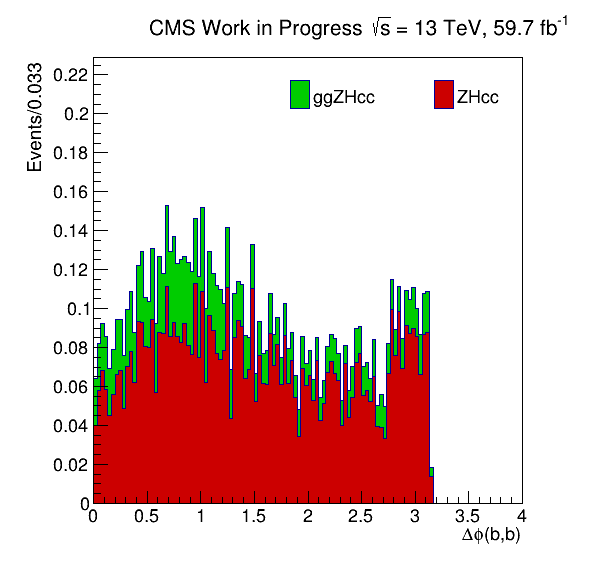 CMS Work in Progress √s = 13 TeV, 59.7 fb⁻¹
Events/0.033
ggZHcc ZHcc
0.22
0.2
0.18
0.16
0.14
0.12
0.1
0.08
0.06
0.04
0.02
0
0 0.5 1 1.5 2 2.5 3 3.5 4
Δϕ(b,b)